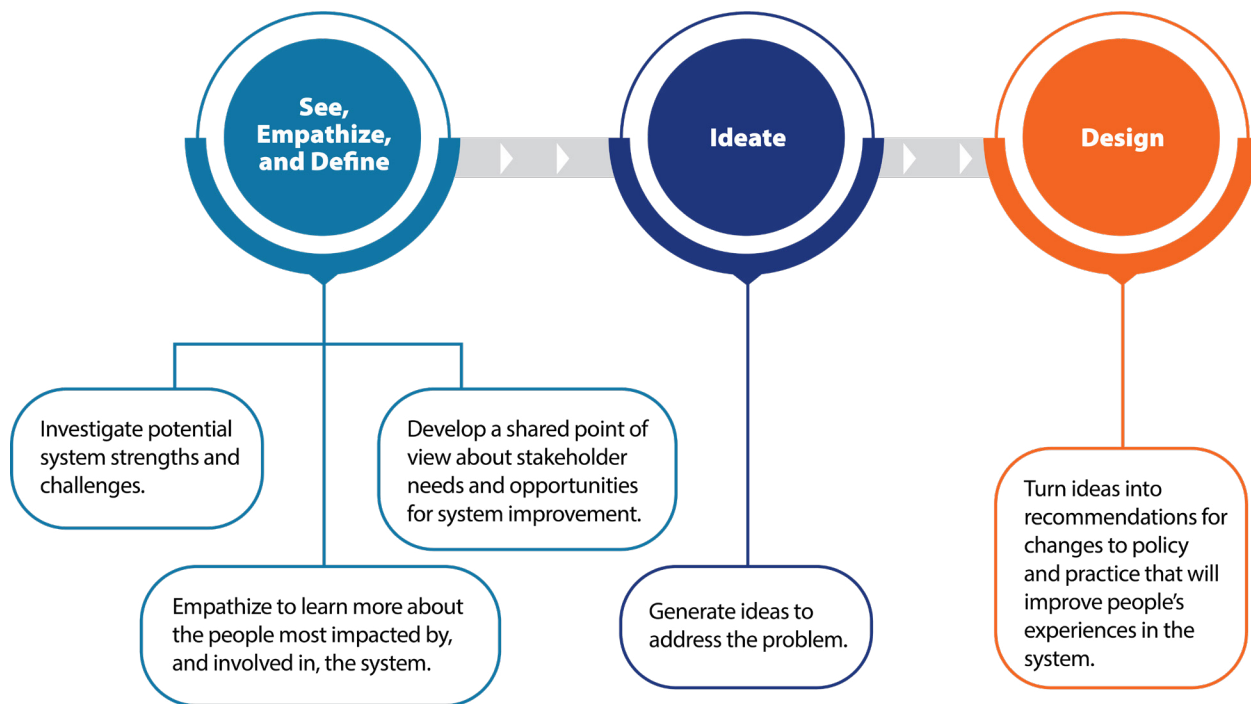 See,
Empathize,
and Define
Ideate
Design
Investigate potential
system strengths and
challenges.
Develop a shared point of
view about stakeholder
needs and opportunities
for system improvement.
Empathize to learn more about
the people most impacted by,
and involved in, the system.
Generate ideas to
address the problem.
Turn ideas into
recommendations for
changes to policy
and practice that will
improve people’s
experiences in the
system.